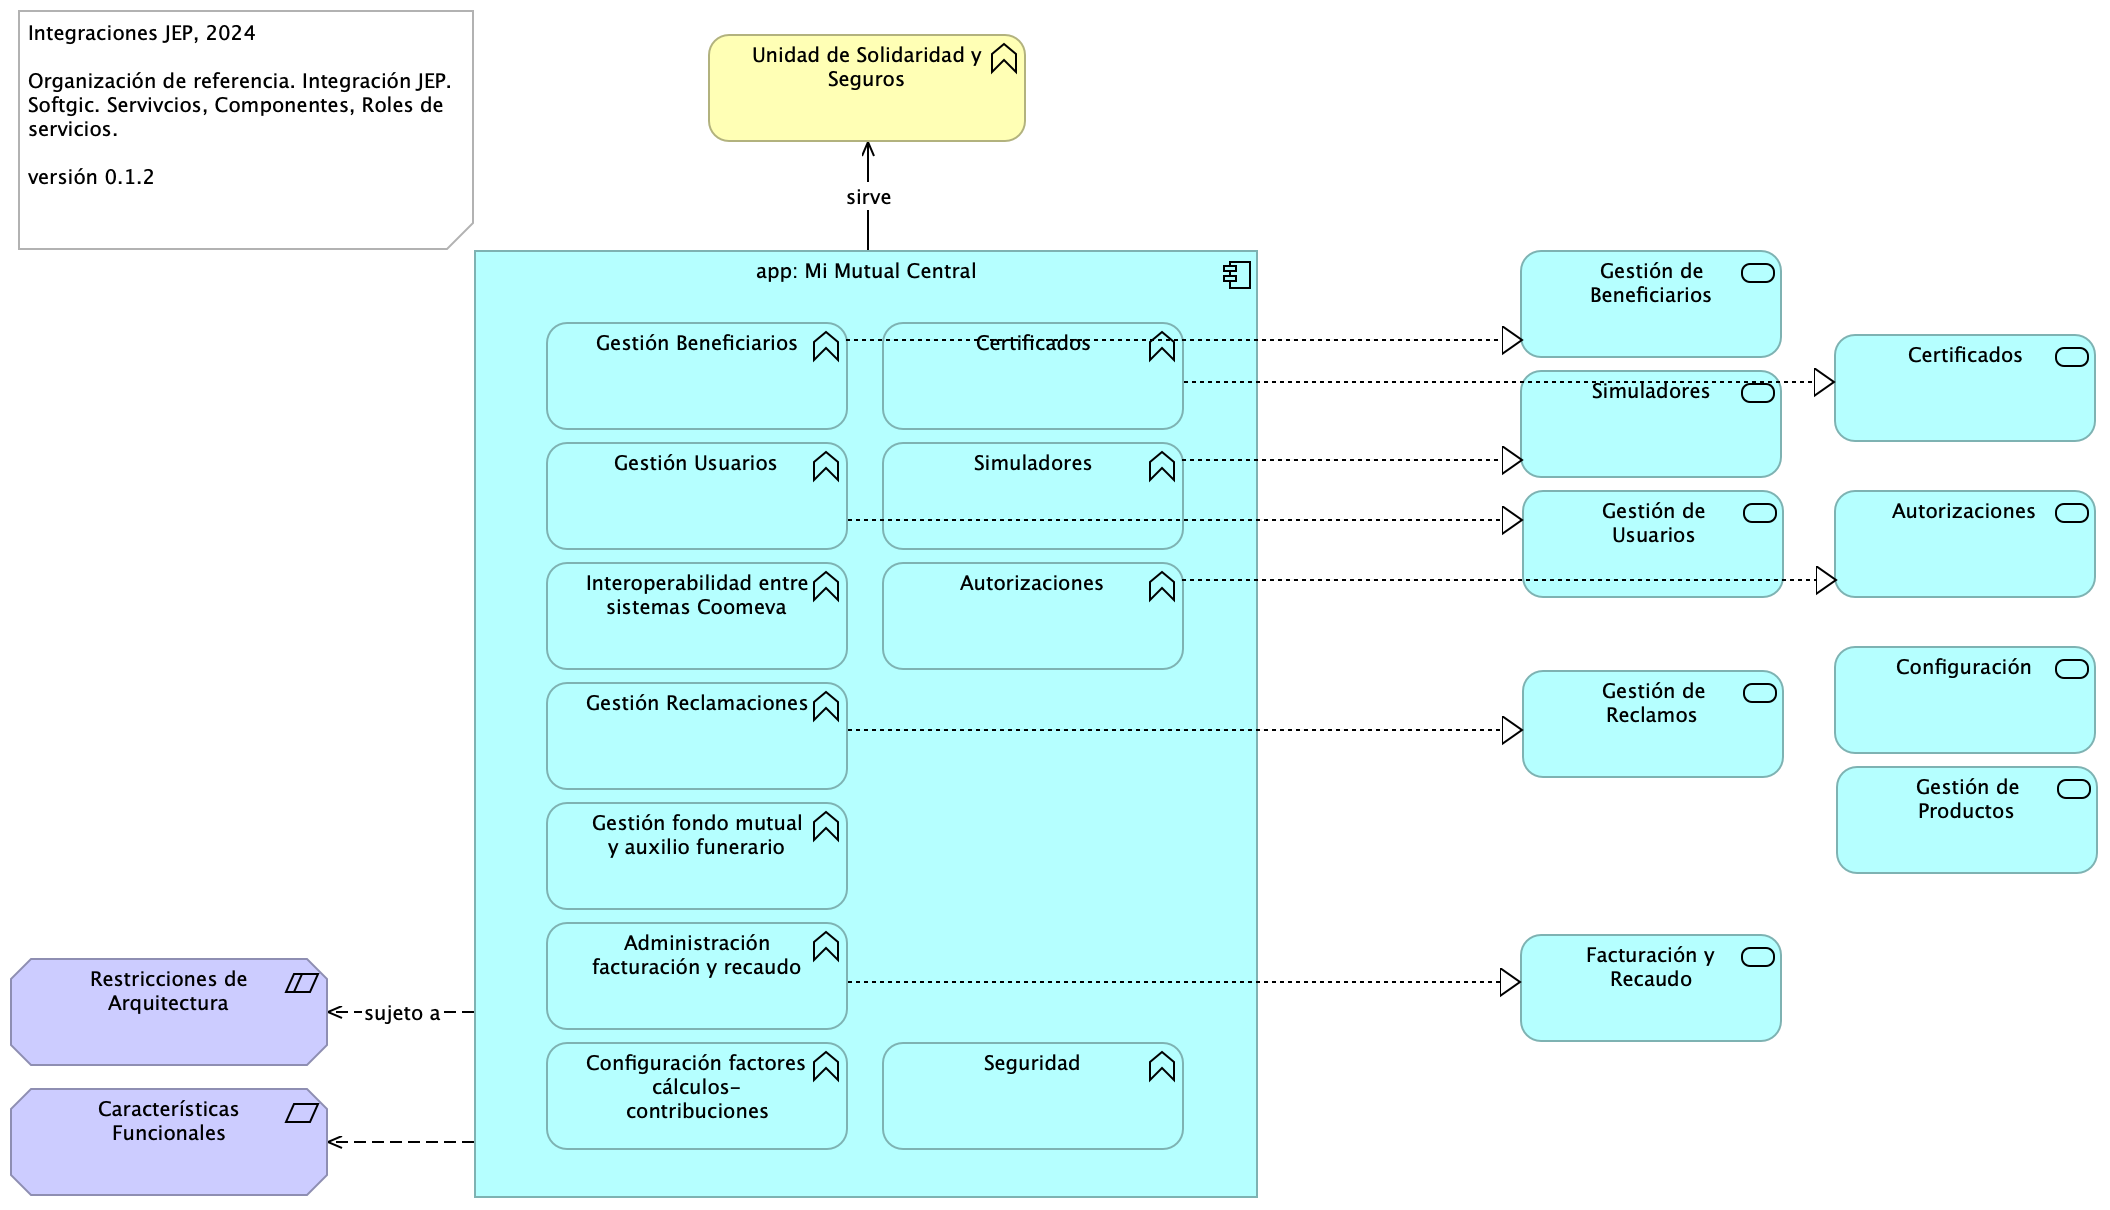 Integraciones JEP, 2024
Organización de referencia. Integración JEP.
Softgic. Servivcios, Componentes, Roles de
servicios.
versión 0.1.2
Unidad de Solidaridad y
Seguros
sirve
app: Mi Mutual Central
Gestión Beneficiarios
Certificados
Gestión Usuarios
Simuladores
Interoperabilidad entre
sistemas Coomeva
Autorizaciones
Gestión Reclamaciones
Gestión fondo mutual
y auxilio funerario
Administración
facturación y recaudo
Configuración factores
cálculos-
contribuciones
Seguridad
Gestión de
Beneficiarios
Certificados
Simuladores
Gestión de
Usuarios
Autorizaciones
Configuración
Gestión de
Reclamos
Gestión de
Productos
Facturación y
Recaudo
Restricciones de
Arquitectura
sujeto a
Características
Funcionales